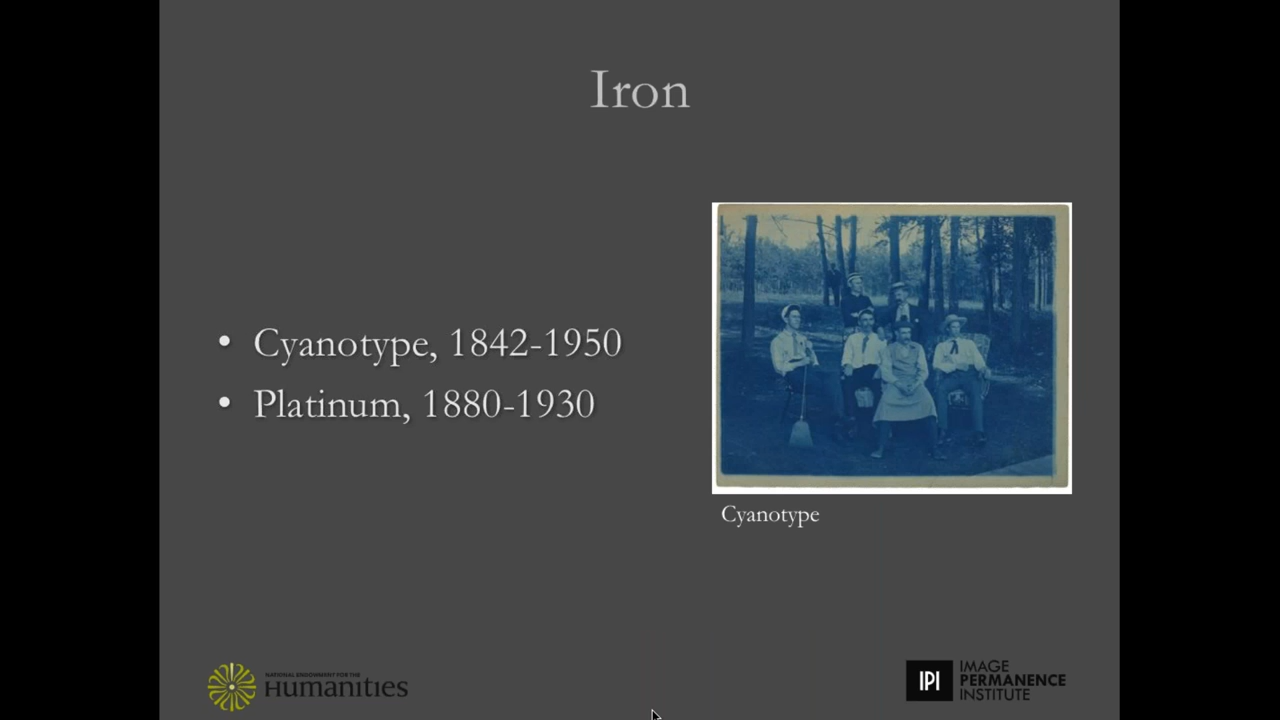 Iron
• Cyanotype, 1842-1950
• Platinum, 1880-1930
Cyanotype
NATIONAL ENDOWMENT FOR THE
Humanities
IPI
IMAGE
PERMANENCE
INSTITUTE